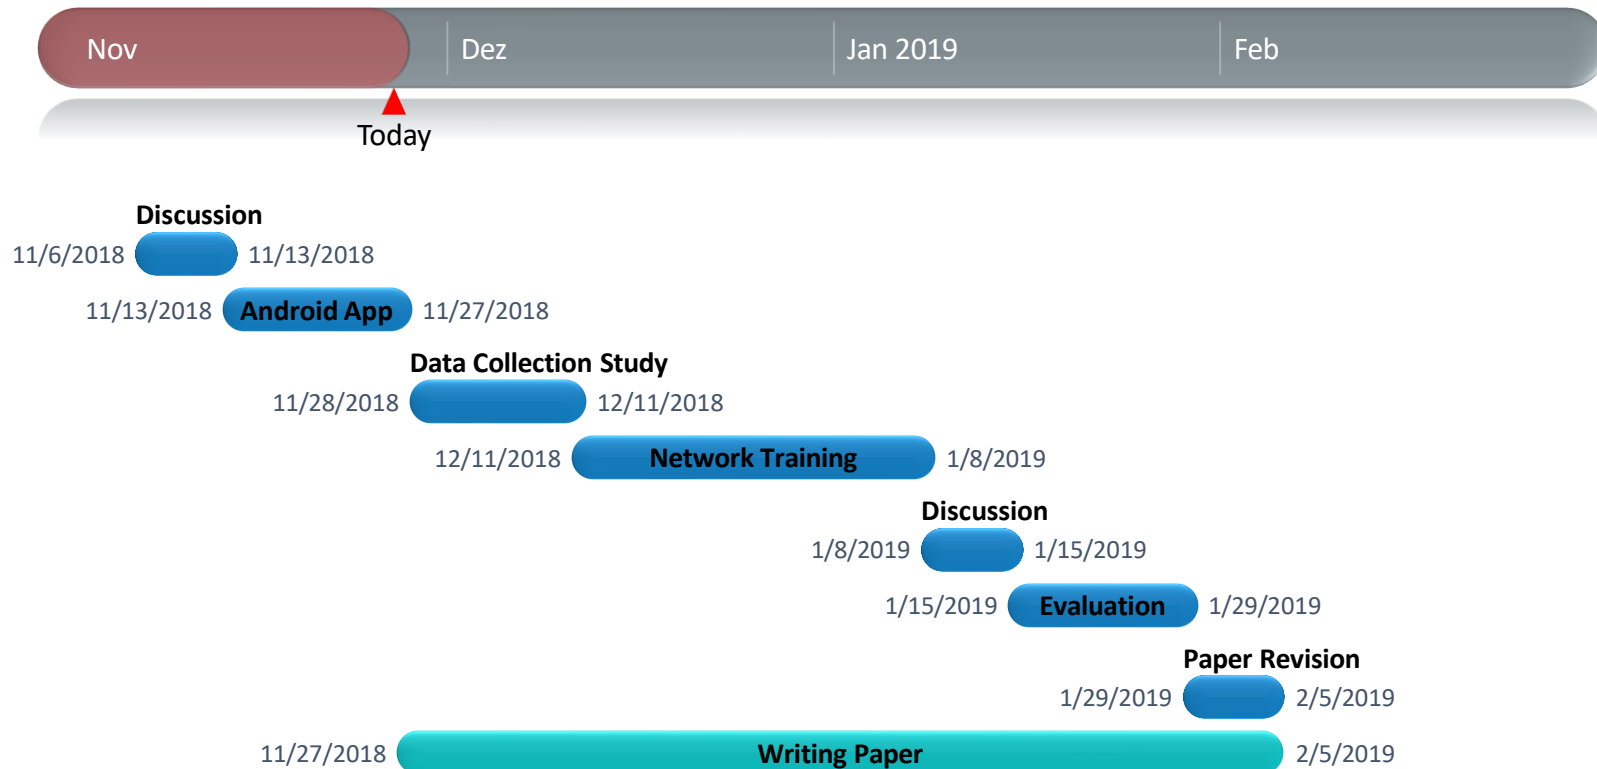 Nov Dez Jan 2019 Feb
Today
Discussion
11/6/2018 11/13/2018
11/13/2018 Android App 11/27/2018
Data Collection Study
11/28/2018 12/11/2018
12/11/2018 Network Training 1/8/2019
Discussion
1/8/2019 1/15/2019
1/15/2019 Evaluation 1/29/2019
Paper Revision
1/29/2019 2/5/2019
11/27/2018 Writing Paper 2/5/2019